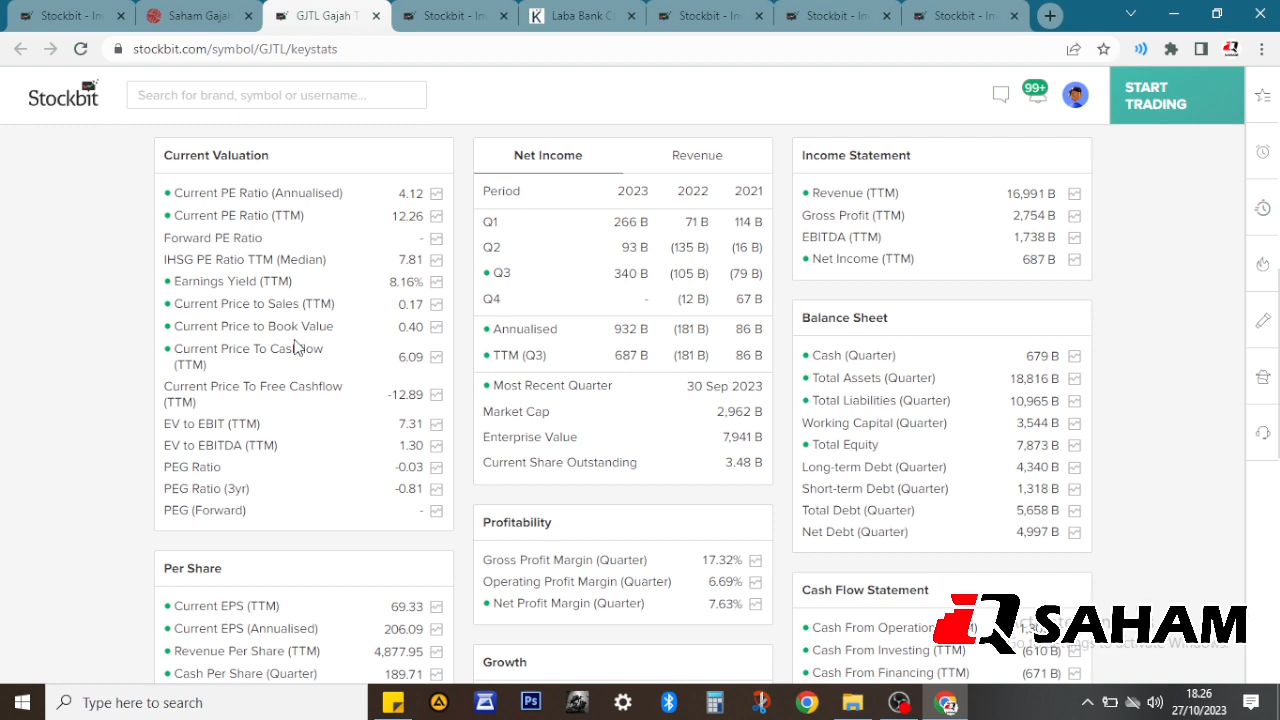 Stockbit - Im
Saham Gajah
GJTL Gajah T
Stockbit - In
Laba Bank C
Stockbit - In
Stockbit - In
Stockbit - In
stockbit.com/symbol/GJTL/keystats
Stockbit
Search for brand, symbol or username...
99+
START
TRADING
Current Valuation
Current PE Ratio (Annualised) 4.12
Current PE Ratio (TTM) 12.26
Forward PE Ratio -
IHSG PE Ratio TTM (Median) 7.81
Earnings Yield (TTM) 8.16%
Current Price to Sales (TTM) 0.17
Current Price to Book Value 0.40
Current Price To Cashflow
(TTM) 6.09
Current Price To Free Cashflow
(TTM) -12.89
EV to EBIT (TTM) 7.31
EV to EBITDA (TTM) 1.30
PEG Ratio -0.03
PEG Ratio (3yr) -0.81
PEG (Forward) -
Per Share
Current EPS (TTM) 69.33
Current EPS (Annualised) 206.09
Revenue Per Share (TTM) 4,877.95
Cash Per Share (Quarter) 189.71
Net Income Revenue
Period 2023 2022 2021
Q1 266 B 71 B 114 B
Q2 93 B (135 B) (16 B)
Q3 340 B (105 B) (79 B)
Q4 - (12 B) 67 B
Annualised 932 B (181 B) 86 B
TTM (Q3) 687 B (181 B) 86 B
Most Recent Quarter 30 Sep 2023
Market Cap 2,962 B
Enterprise Value 7,941 B
Current Share Outstanding 3.48 B
Profitability
Gross Profit Margin (Quarter) 17.32%
Operating Profit Margin (Quarter) 6.69%
Net Profit Margin (Quarter) 7.63%
Growth
Income Statement
Revenue (TTM) 16,991 B
Gross Profit (TTM) 2,754 B
EBITDA (TTM) 1,738 B
Net Income (TTM) 687 B
Balance Sheet
Cash (Quarter) 679 B
Total Assets (Quarter) 18,816 B
Total Liabilities (Quarter) 10,965 B
Working Capital (Quarter) 3,544 B
Total Equity 7,873 B
Long-term Debt (Quarter) 4,340 B
Short-term Debt (Quarter) 1,318 B
Total Debt (Quarter) 5,658 B
Net Debt (Quarter) 4,997 B
Cash Flow Statement
Cash From Operation
Cash From Investing (TTM) (610 B)
Cash From Financing (TTM) (671 B)
iQ SAHAM
to activate Windows.
Type here to search
18.26
27/10/2023